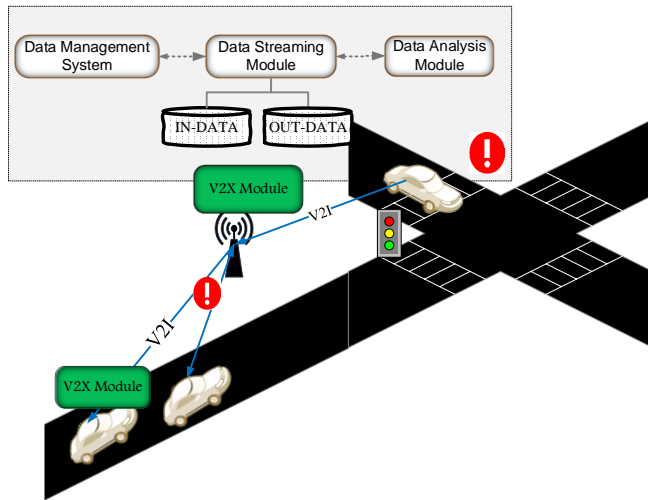 Data Management
System
Data Streaming
Module
Data Analysis
Module
IN-DATA
OUT-DATA
V2X Module
V2I
V2I
V2X Module